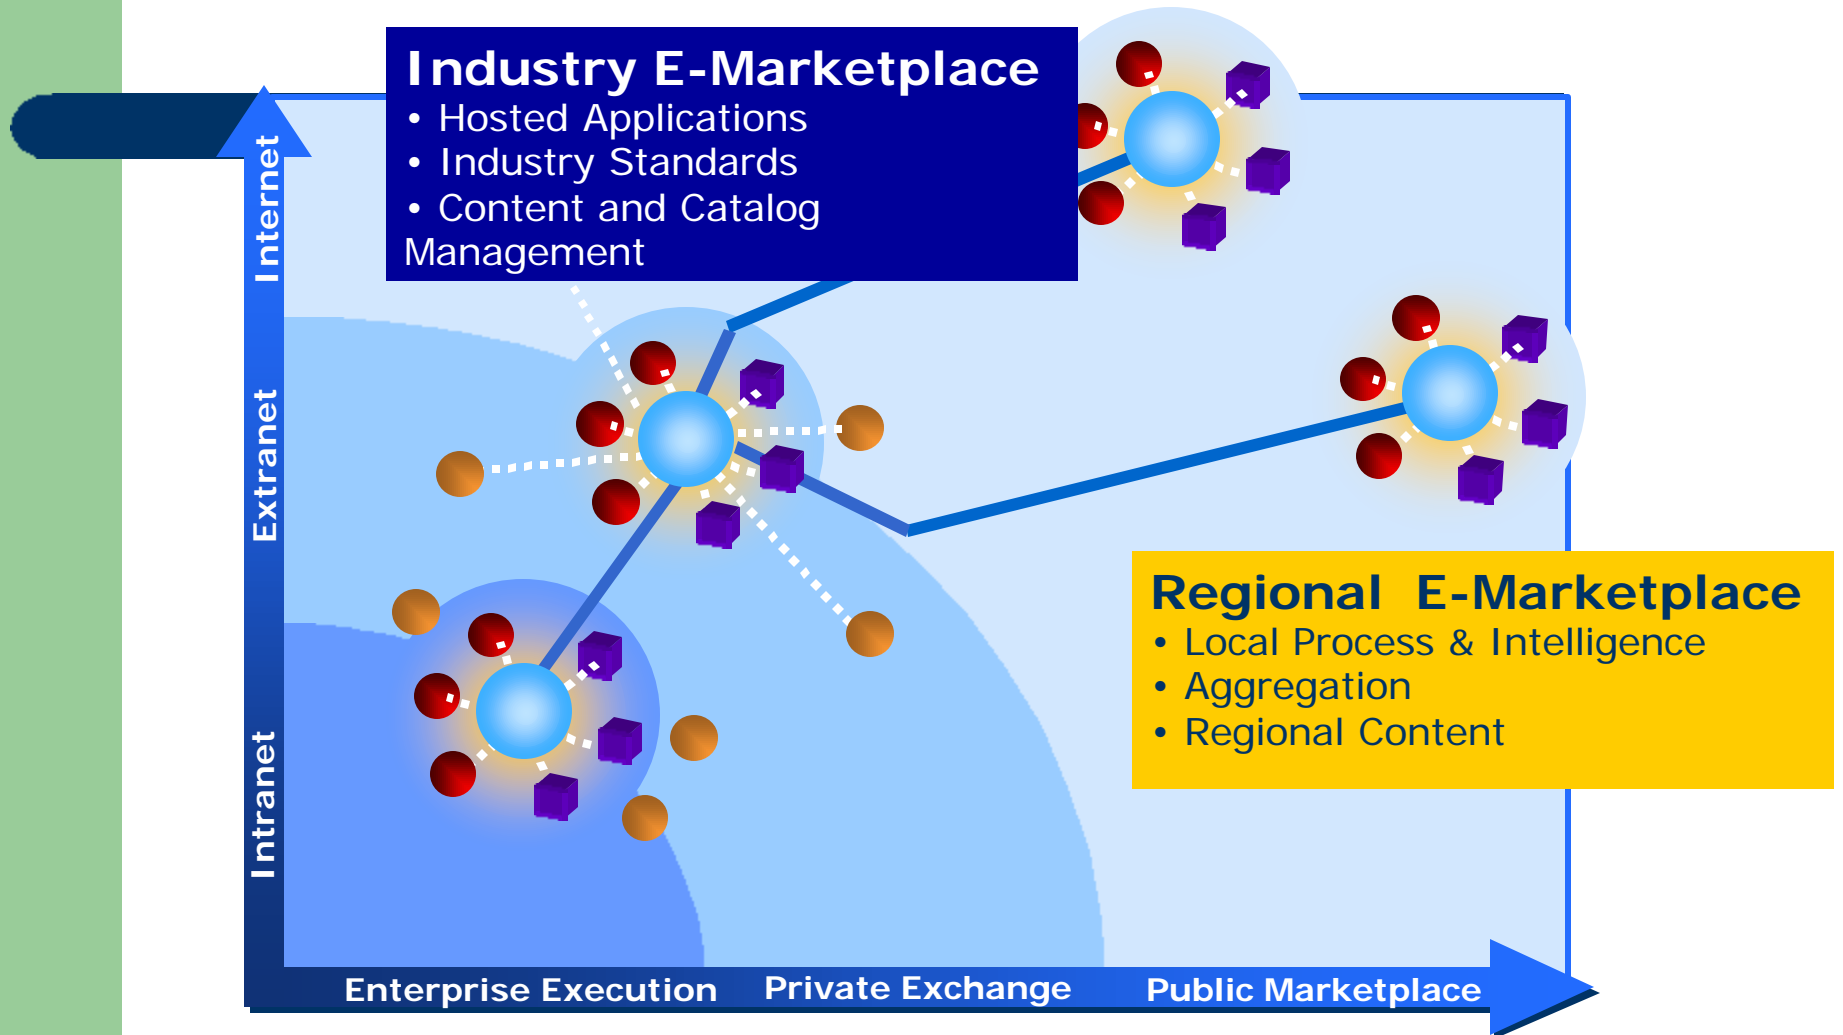 Industry E-Marketplace
• Hosted Applications
• Industry Standards
• Content and Catalog
Management
Internet
Extranet
Intranet
Regional E-Marketplace
• Local Process & Intelligence
• Aggregation
• Regional Content
Enterprise Execution
Private Exchange
Public Marketplace